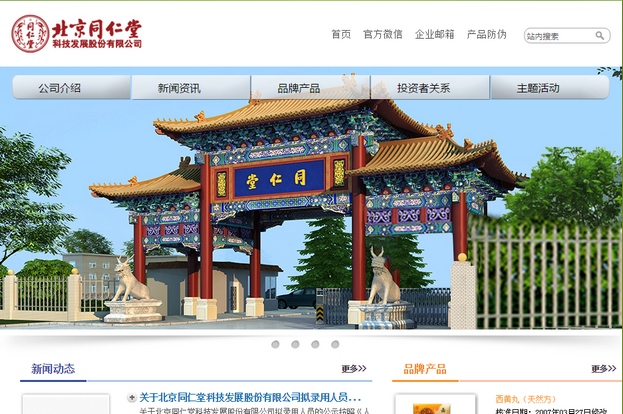 同仁堂
北京同仁堂
科技发展股份有限公司
首页 官方微信 企业邮箱 产品防伪
站内搜索
公司介绍 新闻资讯 品牌产品 投资者关系 主题活动
堂仁同
新闻动态 更多>>
品牌产品 更多>>
关于北京同仁堂科技发展股份有限公司拟录用人员...
关于北京同仁堂科技发展股份有限公司拟录用人员的公示按照《人
西黄丸（天然方）
核准日期：2007年03月27日修改